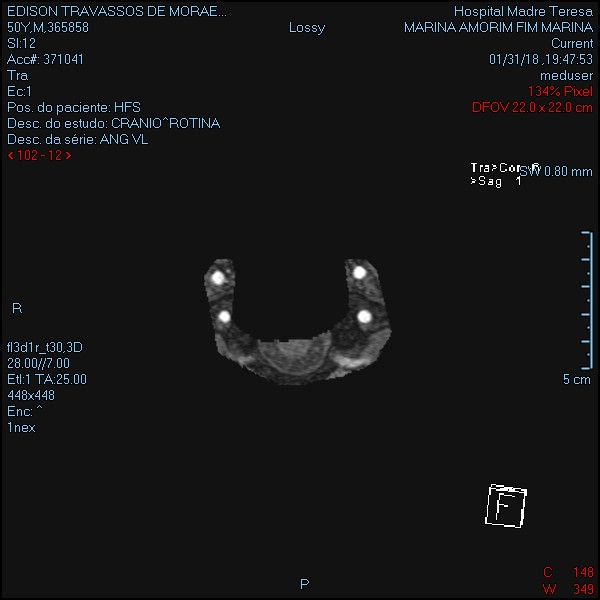 EDISON TRAVASSOS DE MORAE...
50Y,M,365858
Sl:12
Acc#: 371041
Tra
Ec:1
Pos. do paciente: HFS
Desc. do estudo: CRANIO^ROTINA
Desc. da série: ANG VL
< 102 - 12 >
Lossy
Hospital Madre Teresa
MARINA AMORIM FIM MARINA
Current
01/31/18 ,19:47:53
meduser
134% Pixel
DFOV 22.0 x 22.0 cm
Tra>Cor
SW 0.80 mm
>Sag 1
R
fl3d1r_t30,3D
28.00//7.00
Etl:1 TA:25.00
448x448
Enc: ^
1nex
5 cm
F
P
C 148
W 349